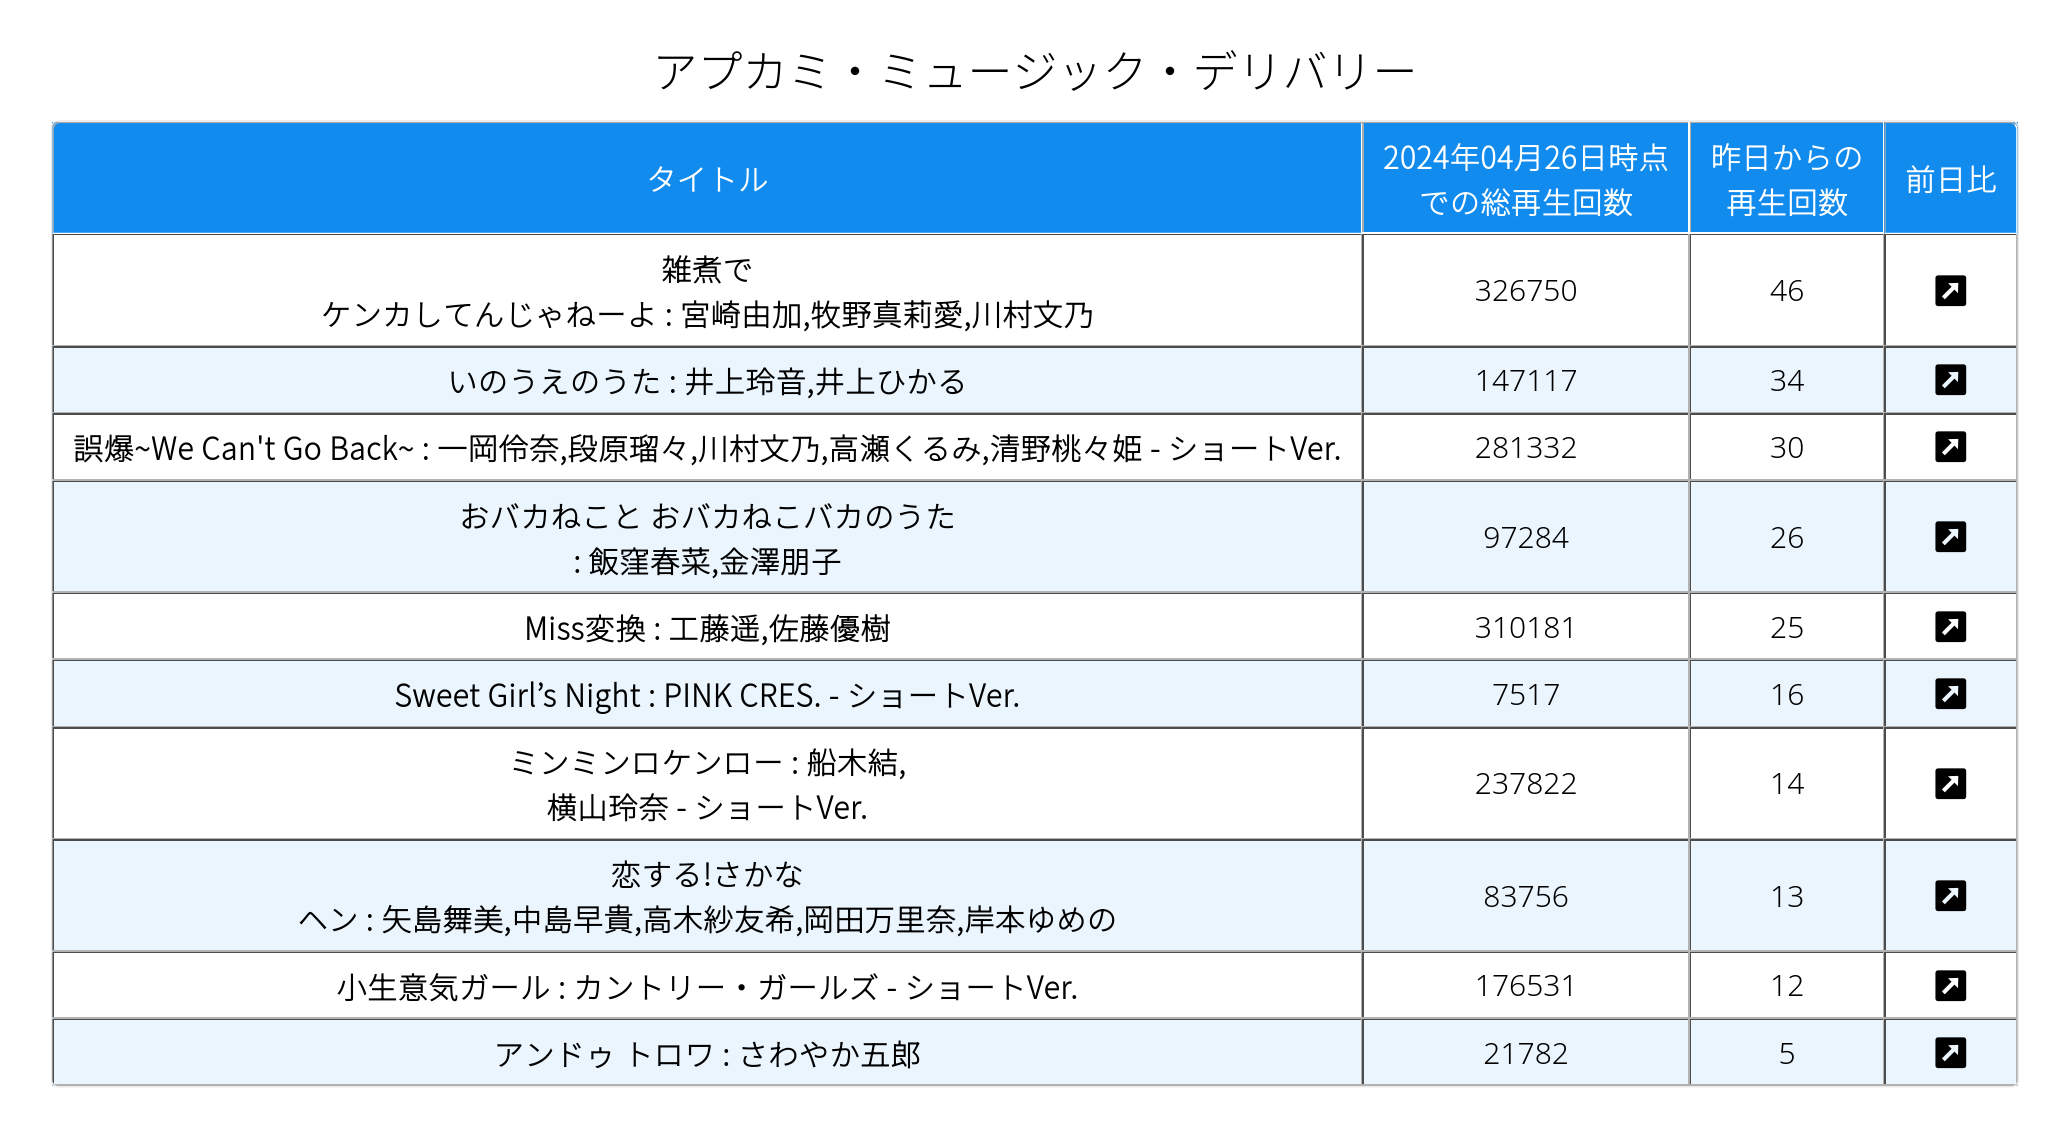 アプカミ・ミュージック・デリバリー
タイトル
2024年04月26日時点
での総再生回数
昨日からの
再生回数
前日比
雑煮で
ケンカしてんじゃねーよ : 宮崎由加,牧野真莉愛,川村文乃
326750
46
いのうえのうた : 井上玲音,井上ひかる
147117
34
誤爆~We Can't Go Back~ : 一岡伶奈,段原瑠々,川村文乃,高瀬くるみ,清野桃々姫 - ショートVer.
281332
30
おバカねこと おバカねこバカのうた
: 飯窪春菜,金澤朋子
97284
26
Miss変換 : 工藤遥,佐藤優樹
310181
25
Sweet Girl’s Night : PINK CRES. - ショートVer.
7517
16
ミンミンロケンロー : 船木結,
横山玲奈 - ショートVer.
237822
14
恋する!さかな
ヘン : 矢島舞美,中島早貴,高木紗友希,岡田万里奈,岸本ゆめの
83756
13
小生意気ガール : カントリー・ガールズ - ショートVer.
176531
12
アンドゥ トロワ : さわやか五郎
21782
5